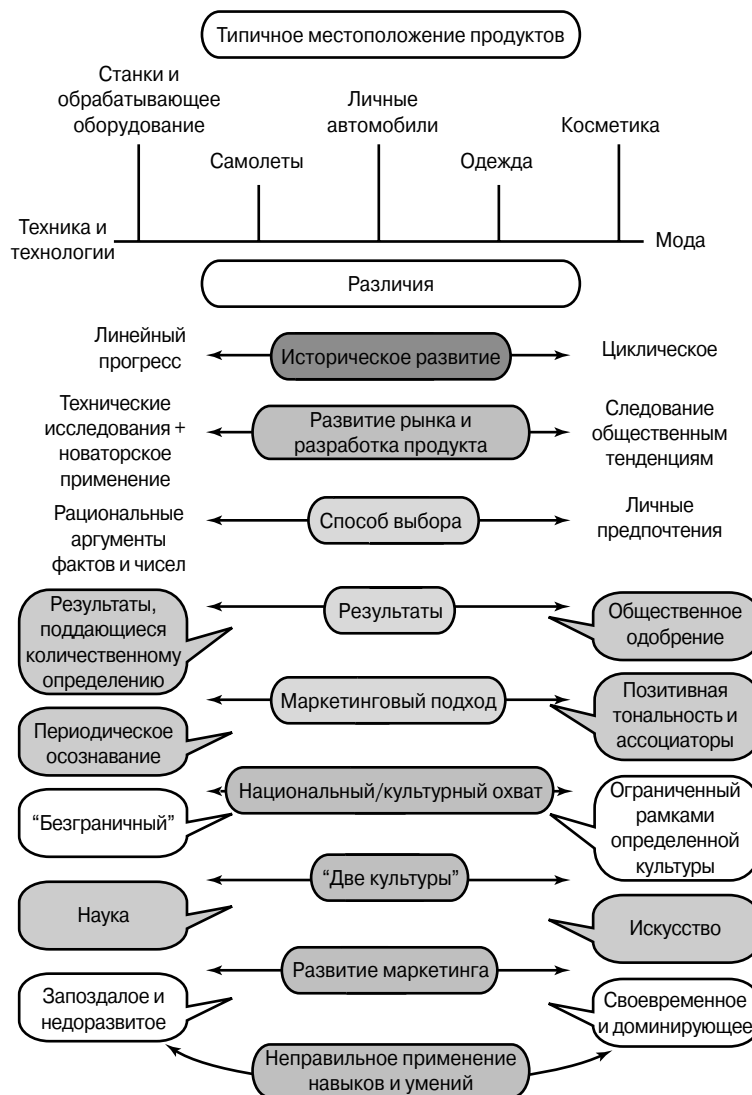 Типичное местоположение продуктов
Станки и
обрабатывающее
оборудование
Самолеты
Личные
автомобили
Одежда
Косметика
Техника и
технологии
Мода
Различия
Линейный
прогресс
Историческое развитие
Циклическое
Технические
исследования +
новаторское
применение
Развитие рынка и
разработка продукта
Следование
общественным
тенденциям
Рациональные
аргументы
фактов и чисел
Способ выбора
Личные
предпочтения
Результаты,
поддающиеся
количественному
определению
Результаты
Общественное
одобрение
Периодическое
осознавание
Маркетинговый подход
Позитивная
тональность и
ассоциаторы
“Безграничный”
Национальный/культурный охват
Ограниченный
рамками
определенной
культуры
Наука
“Две культуры”
Искусство
Запоздалое и
недоразвитое
Развитие маркетинга
Своевременное
и доминирующее
Неправильное применение
навыков и умений